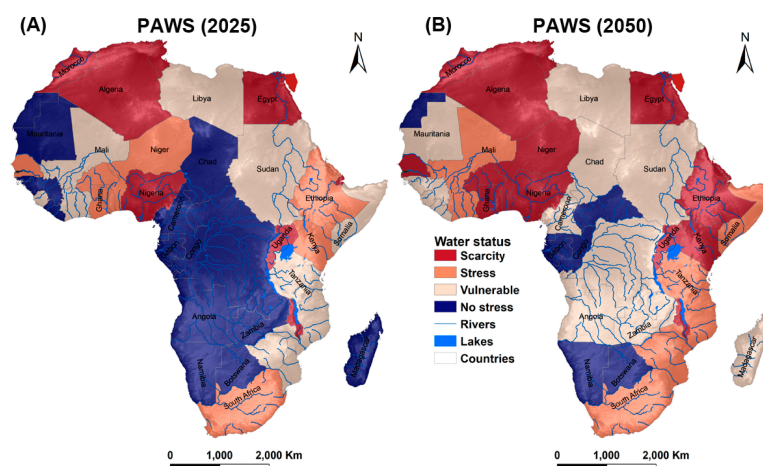 (A) PAWS (2025)
N
Morocco
Algeria
Libya
Egypt
Mauritania
Mali
Niger
Chad
Sudan
Ghana
Nigeria
Cameroon
Ethiopia
Somalia
Gabon
Congo
Uganda
Kenya
Tanzania
Angola
Zambia
Namibia
Botswana
Madagascar
South Africa
0 1,000 2,000 Km
Water status
Scarcity
Stress
Vulnerable
No stress
Rivers
Lakes
Countries
(B) PAWS (2050)
N
Morocco
Algeria
Libya
Egypt
Mauritania
Mali
Niger
Chad
Sudan
Ghana
Nigeria
Cameroon
Ethiopia
Somalia
Gabon
Congo
Uganda
Kenya
Tanzania
Angola
Zambia
Namibia
Botswana
Madagascar
South Africa
0 1,000 2,000 Km